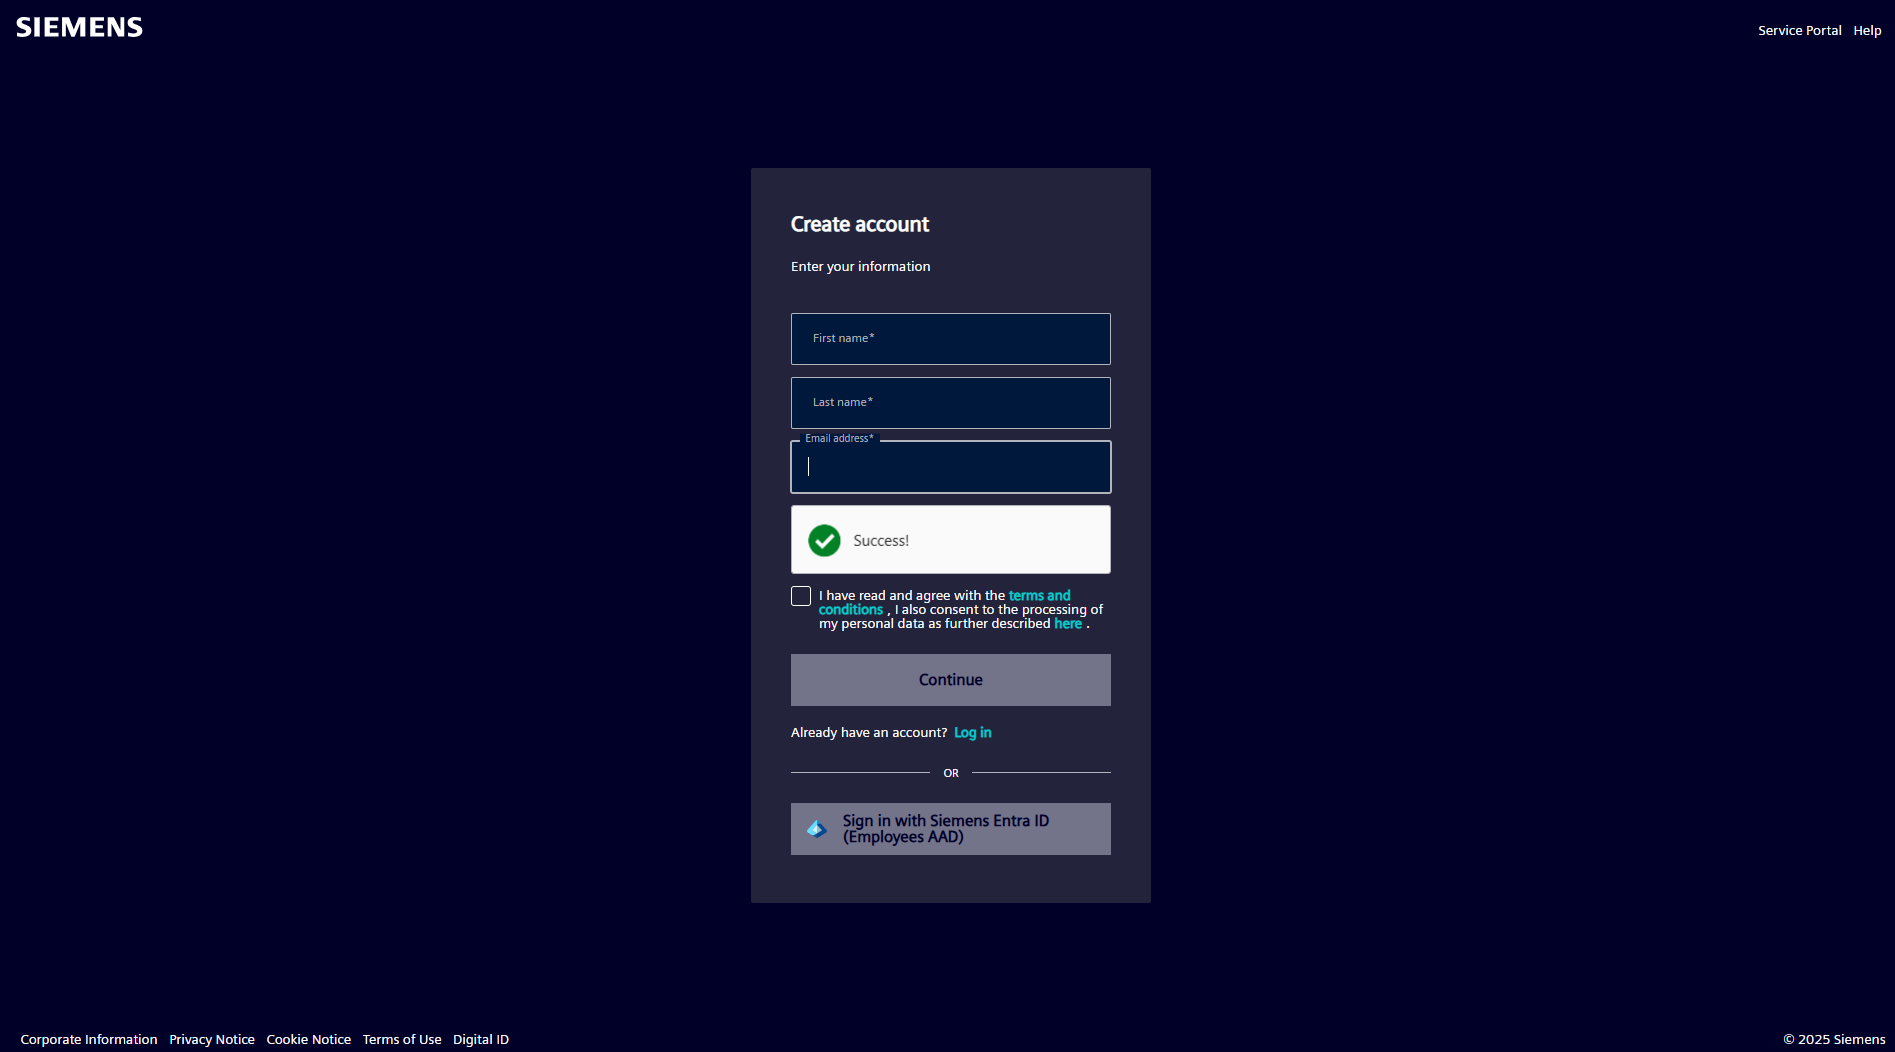 SIEMENS
Service Portal
Help
Create account
Enter your information
First name*
Last name*
Email address*
Success!
I have read and agree with the terms and
conditions , I also consent to the processing of
my personal data as further described here .
Continue
Already have an account? Log in
OR
Sign in with Siemens Entra ID
(Employees AAD)
Corporate Information
Privacy Notice
Cookie Notice
Terms of Use
Digital ID
© 2025 Siemens